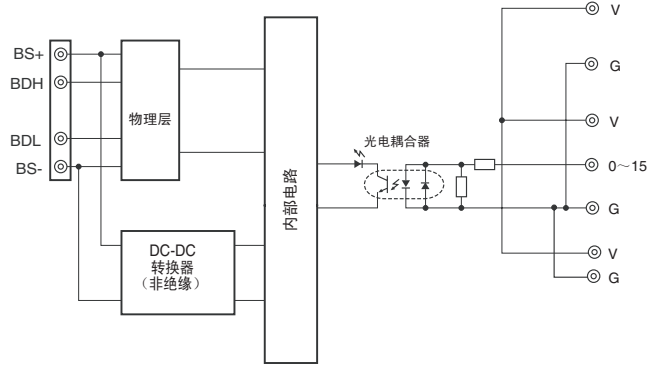 BS+
BDH
BDL
BS-
物理层
DC-DC
转换器
（非绝缘）
内部电路
光电耦合器
V
G
V
0～15
G
V
G